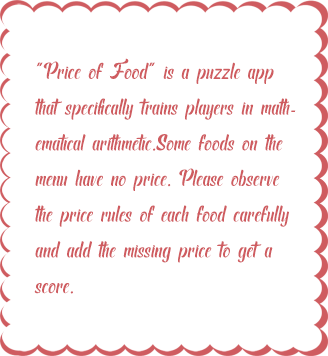 "Price of Food" is a puzzle app
that specifically trains players in math-
ematical arithmetic.Some foods on the
menu have no price. Please observe
the price rules of each food carefully
and add the missing price to get a
score.